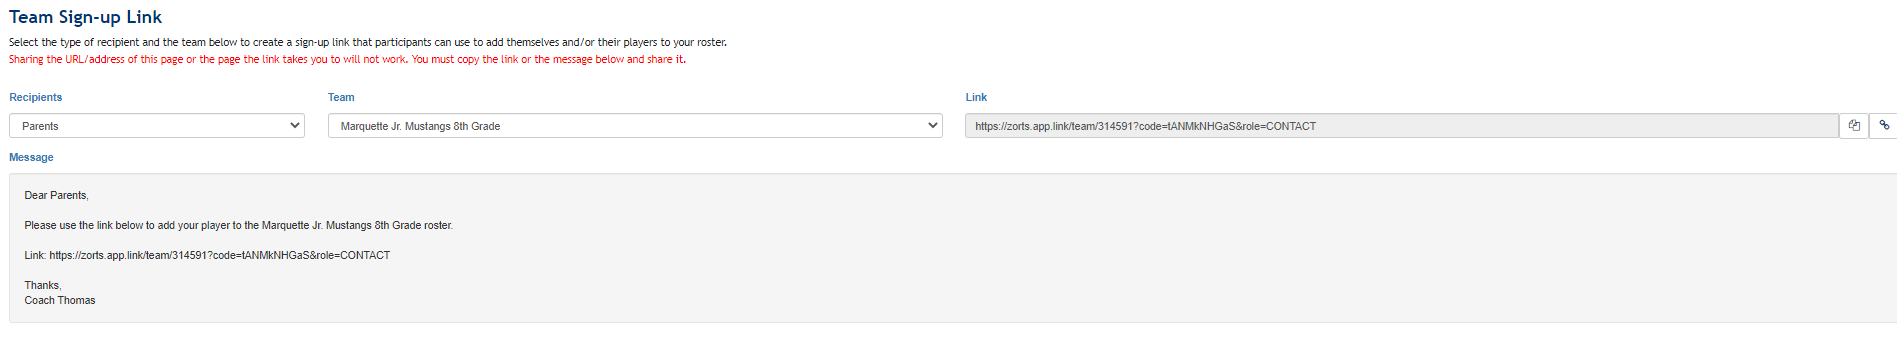 Team Sign-up Link
Select the type of recipient and the team below to create a sign-up link that participants can use to add themselves and/or their players to your roster.
Sharing the URL/address of this page or the page the link takes you to will not work. You must copy the link or the message below and share it.
Recipients
Team
Link
Parents
Marquette Jr. Mustangs 8th Grade
https://zorts.app.link/team/314591?code=tANMkNHGaS&role=CONTACT
Message
Dear Parents,
Please use the link below to add your player to the Marquette Jr. Mustangs 8th Grade roster.
Link: https://zorts.app.link/team/314591?code=tANMkNHGaS&role=CONTACT
Thanks,
Coach Thomas